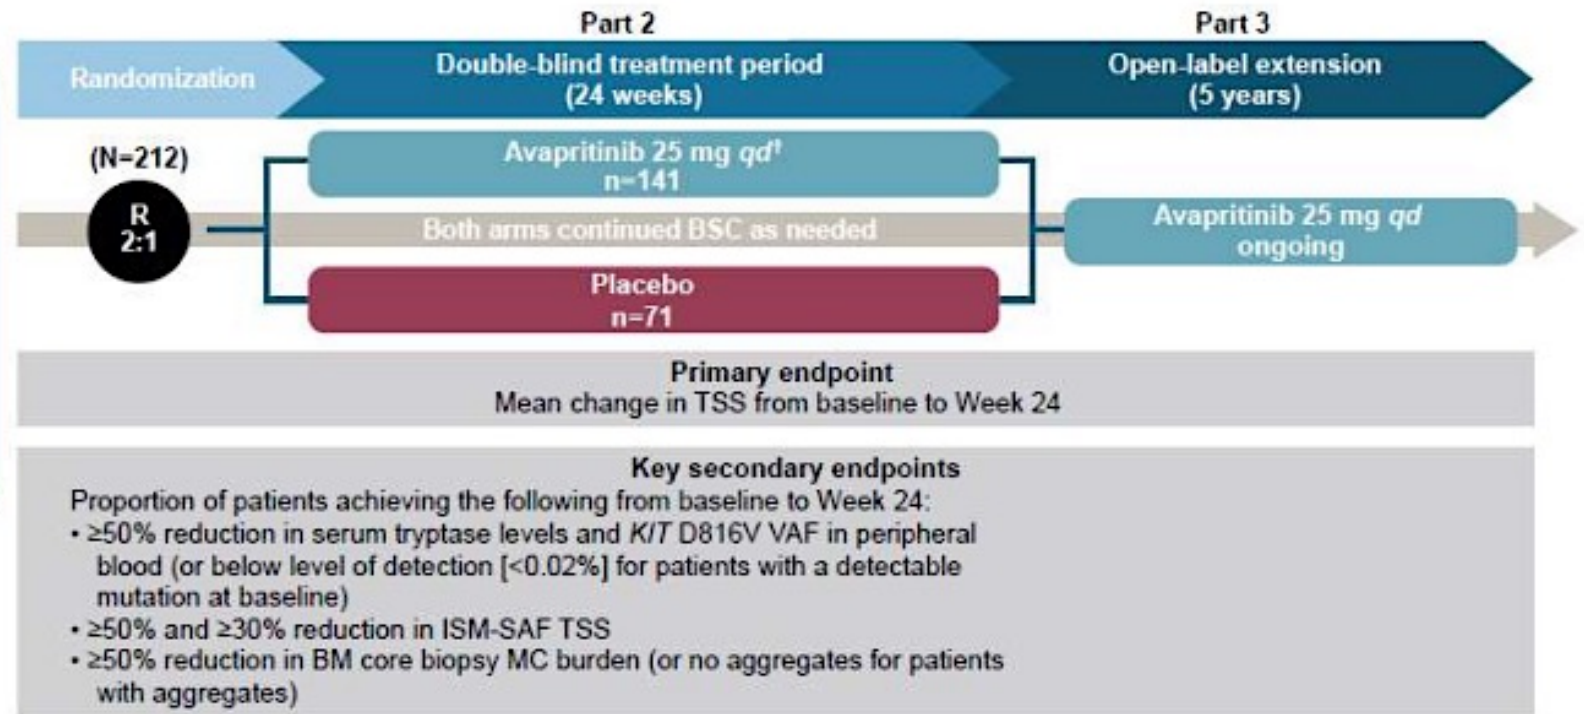 Part 2
Part 3
Randomization
Double-blind treatment period
(24 weeks)
Open-label extension
(5 years)
(N=212)
R
2:1
Avapritinib 25 mg qd†
n=141
Both arms continued BSC as needed
Placebo
n=71
Avapritinib 25 mg qd
ongoing
Primary endpoint
Mean change in TSS from baseline to Week 24
Key secondary endpoints
Proportion of patients achieving the following from baseline to Week 24:
• ≥50% reduction in serum tryptase levels and KIT D816V VAF in peripheral
blood (or below level of detection [<0.02%] for patients with a detectable
mutation at baseline)
• ≥50% and ≥30% reduction in ISM-SAF TSS
• ≥50% reduction in BM core biopsy MC burden (or no aggregates for patients
with aggregates)